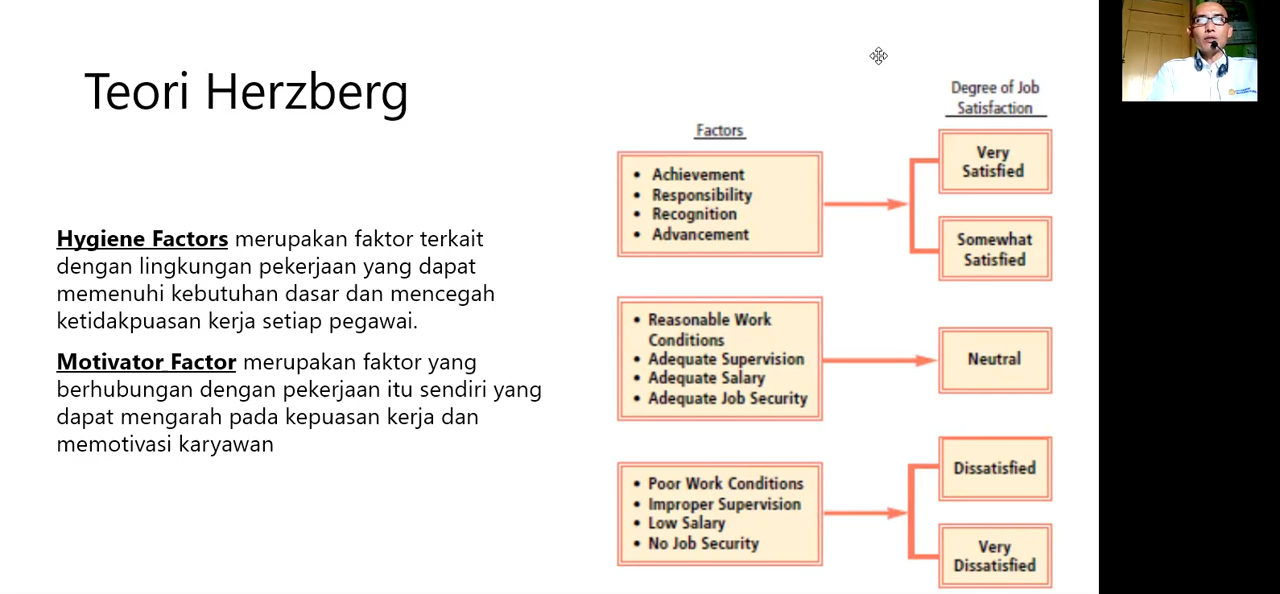 Teori Herzberg
Hygiene Factors merupakan faktor terkait
dengan lingkungan pekerjaan yang dapat
memenuhi kebutuhan dasar dan mencegah
ketidakpuasan kerja setiap pegawai.
Motivator Factor merupakan faktor yang
berhubungan dengan pekerjaan itu sendiri yang
dapat mengarah pada kepuasan kerja dan
memotivasi karyawan
Factors
• Achievement
• Responsibility
• Recognition
• Advancement
• Reasonable Work
Conditions
• Adequate Supervision
• Adequate Salary
• Adequate Job Security
• Poor Work Conditions
• Improper Supervision
• Low Salary
• No Job Security
Degree of Job
Satisfaction
Very
Satisfied
Somewhat
Satisfied
Neutral
Dissatisfied
Very
Dissatisfied